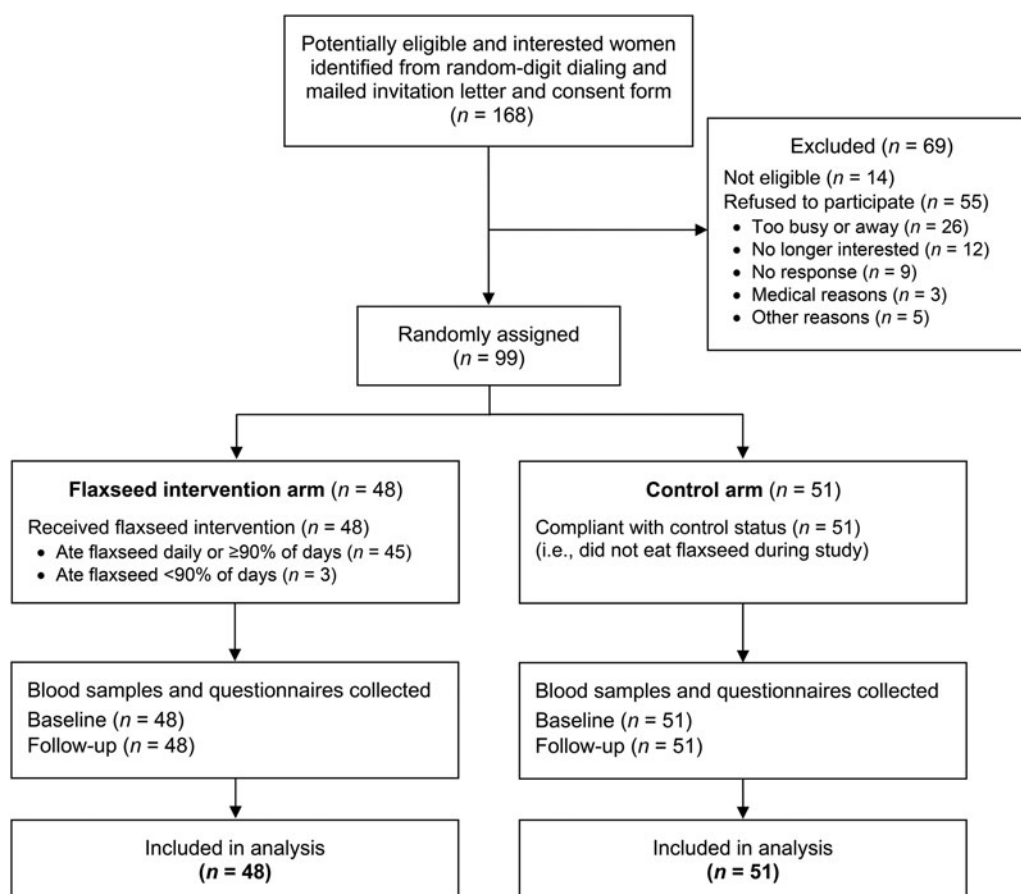 Potentially eligible and interested women
identified from random-digit dialing and
mailed invitation letter and consent form
(n = 168)
Excluded (n = 69)
Not eligible (n = 14)
Refused to participate (n = 55)
• Too busy or away (n = 26)
• No longer interested (n = 12)
• No response (n = 9)
• Medical reasons (n = 3)
• Other reasons (n = 5)
Randomly assigned
(n = 99)
Flaxseed intervention arm (n = 48)
Received flaxseed intervention (n = 48)
• Ate flaxseed daily or ≥90% of days (n = 45)
• Ate flaxseed <90% of days (n = 3)
Control arm (n = 51)
Compliant with control status (n = 51)
(i.e., did not eat flaxseed during study)
Blood samples and questionnaires collected
Baseline (n = 48)
Follow-up (n = 48)
Blood samples and questionnaires collected
Baseline (n = 51)
Follow-up (n = 51)
Included in analysis
(n = 48)
Included in analysis
(n = 51)